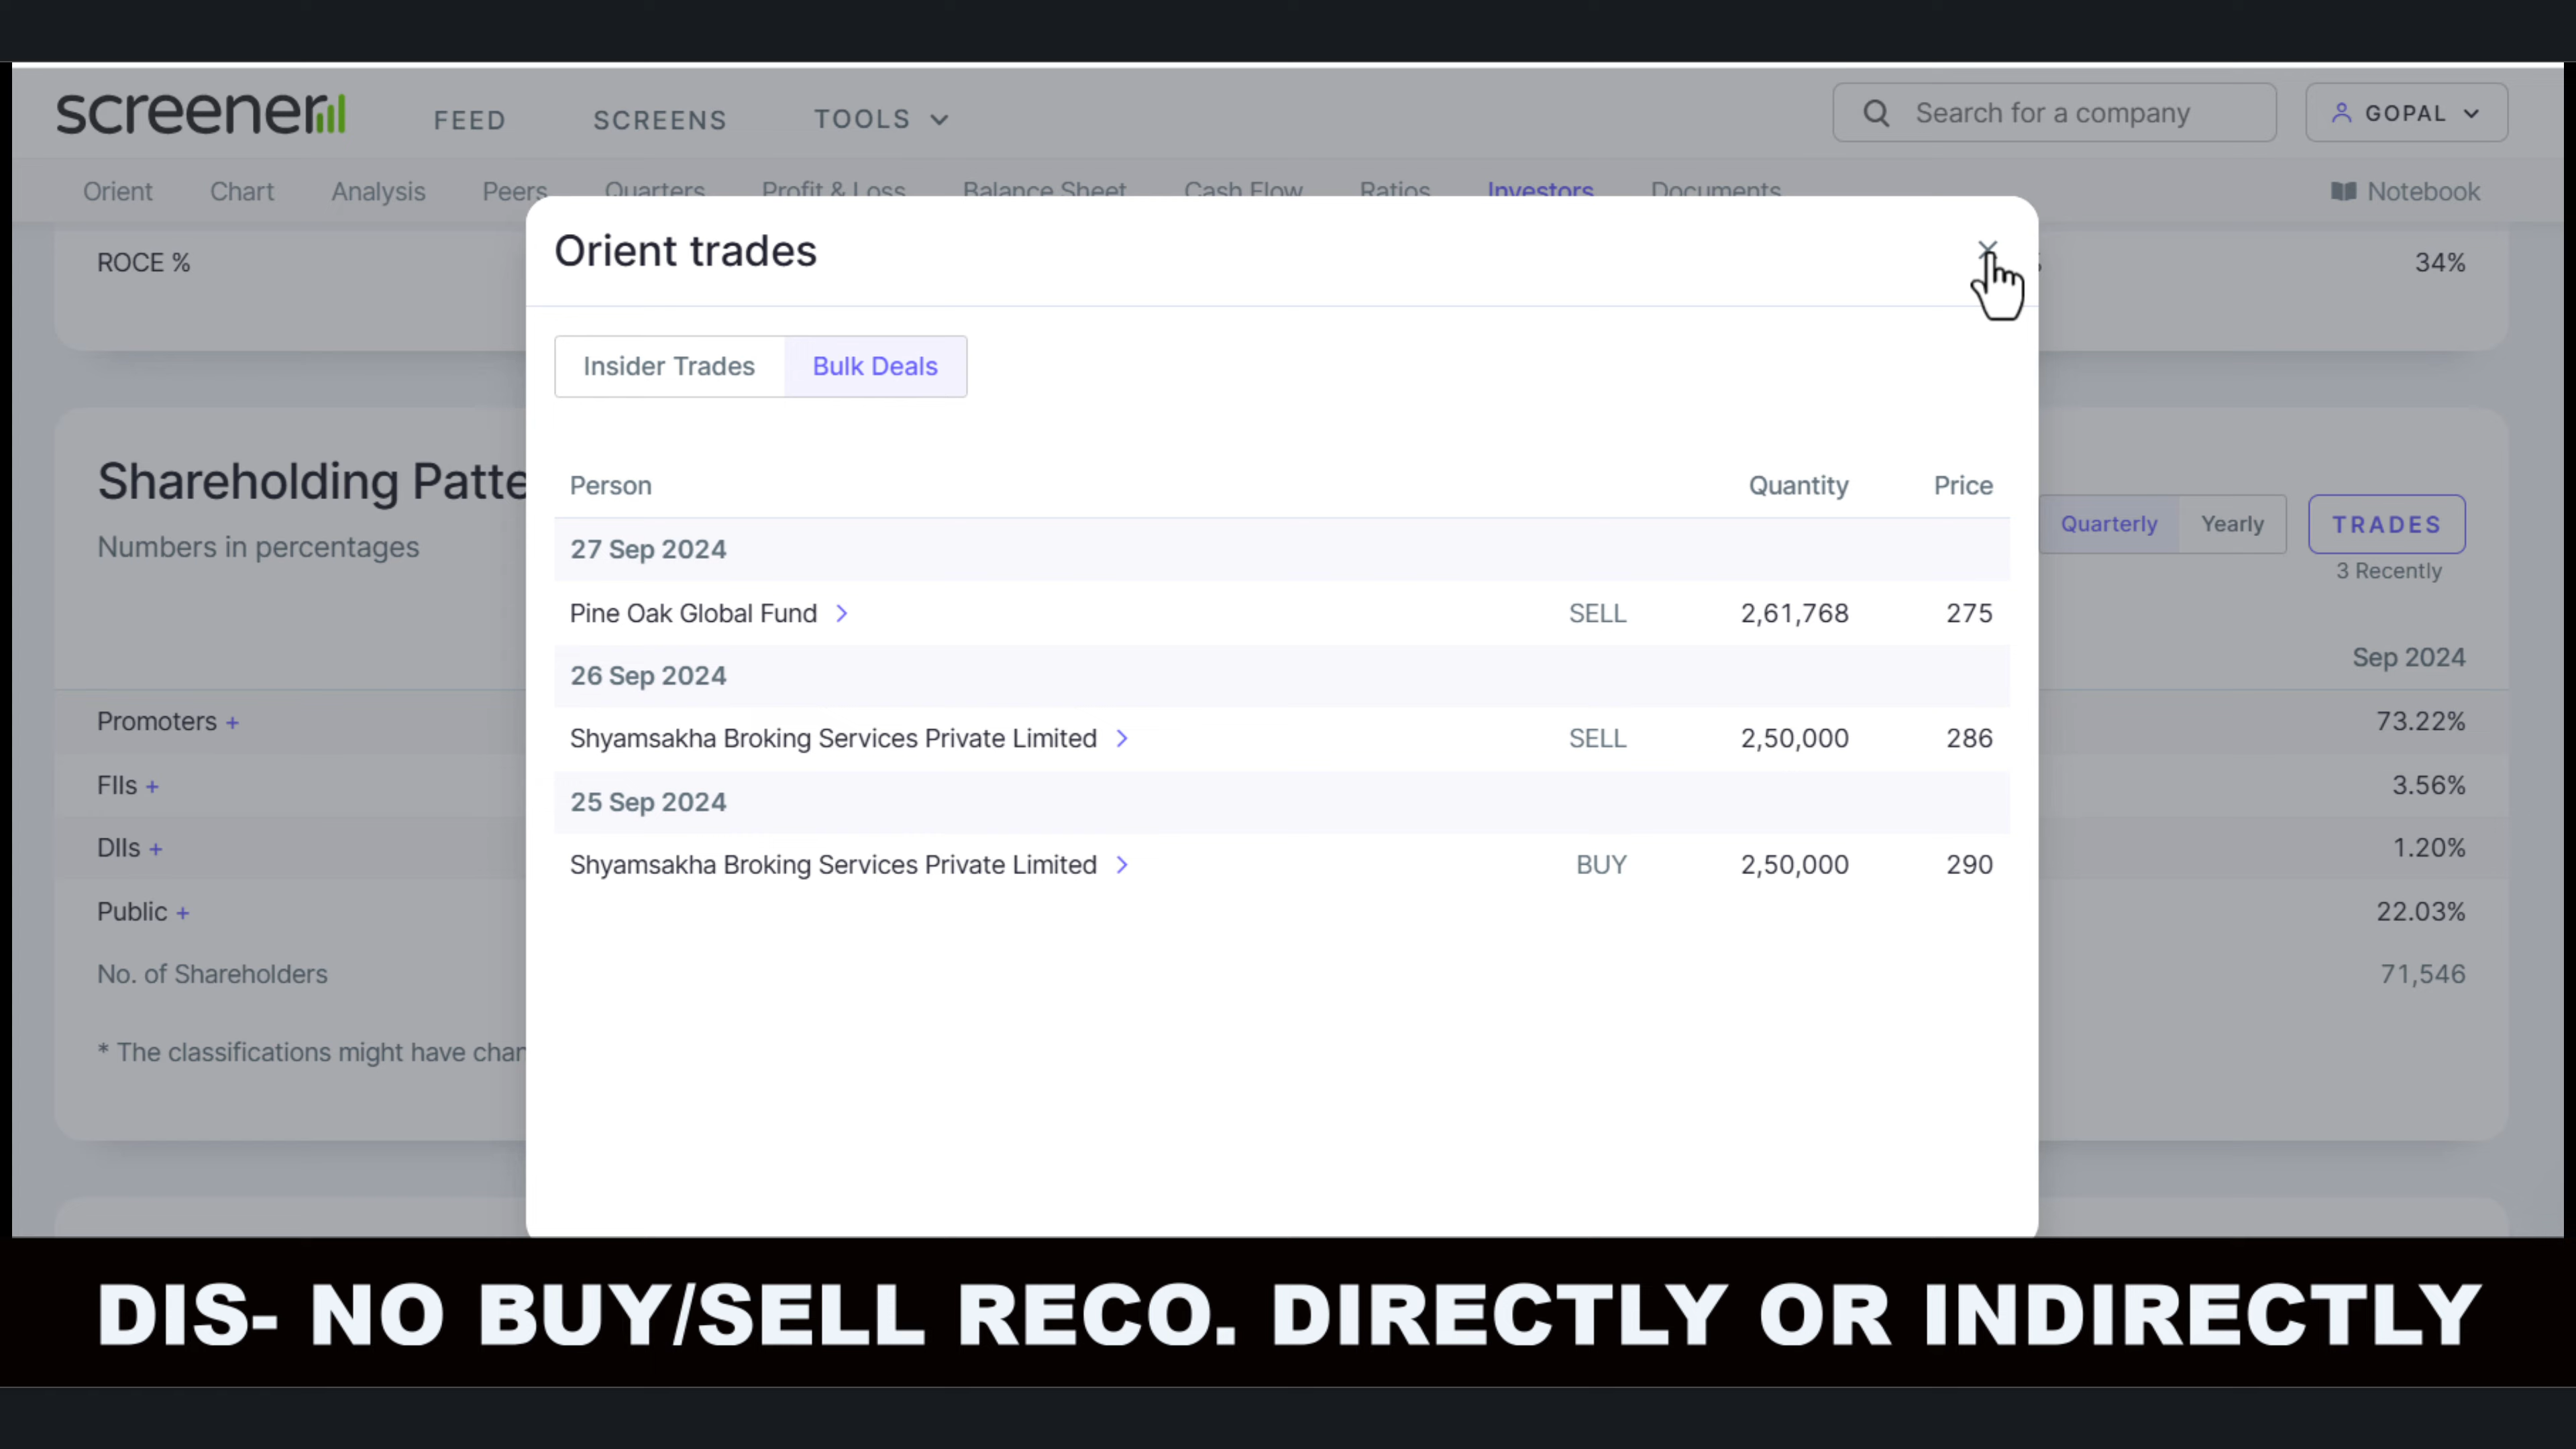 screener FEED SCREENS TOOLS Search for a company GOPAL
Orient Chart Analysis Peers Quarters Profit & Loss Balance Sheet Cash Flow Ratios Investors Documents Notebook
ROCE % 34%
Orient trades
Insider Trades Bulk Deals
Person Quantity Price
27 Sep 2024
Pine Oak Global Fund SELL 2,61,768 275
26 Sep 2024
Shyamsakha Broking Services Private Limited SELL 2,50,000 286
25 Sep 2024
Shyamsakha Broking Services Private Limited BUY 2,50,000 290
Shareholding Patte
Numbers in percentages
Quarterly Yearly TRADES
3 Recently
Sep 2024
Promoters + 73.22%
FIIs + 3.56%
DIIs + 1.20%
Public + 22.03%
No. of Shareholders 71,546
* The classifications might have chan
DIS- NO BUY/SELL RECO. DIRECTLY OR INDIRECTLY